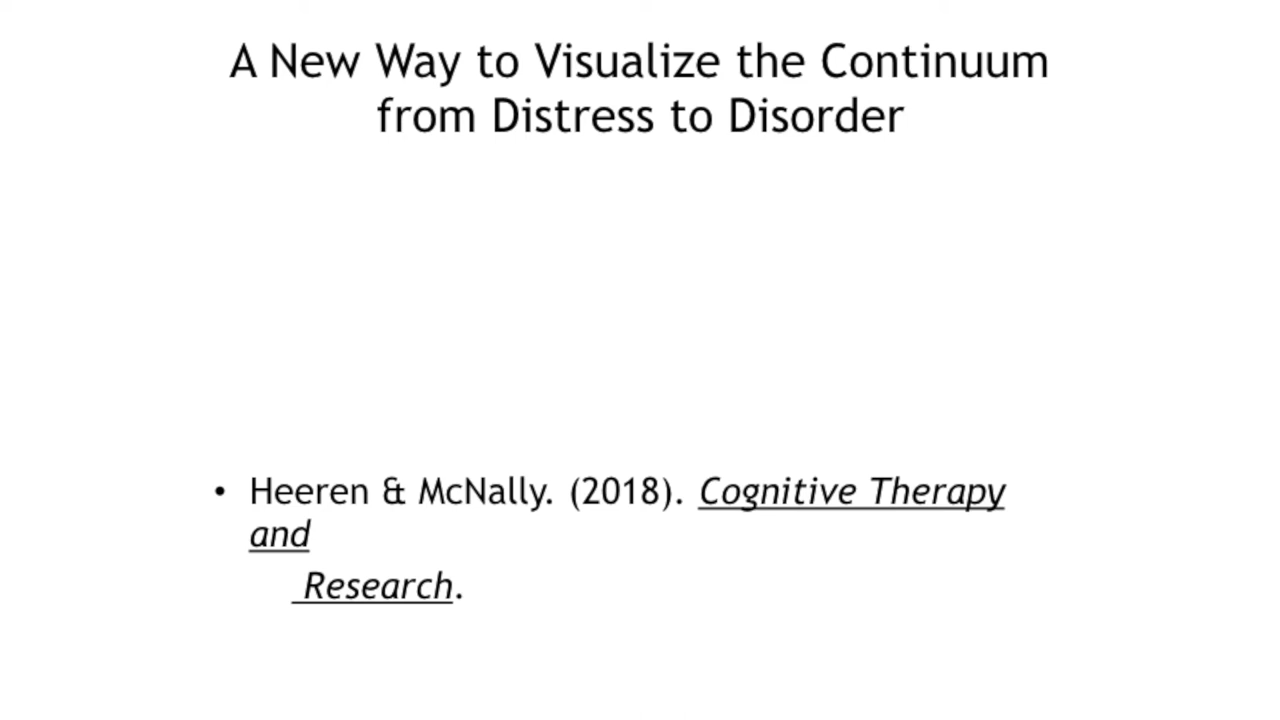 A New Way to Visualize the Continuum
from Distress to Disorder
• Heeren & McNally. (2018). Cognitive Therapy
and
Research.